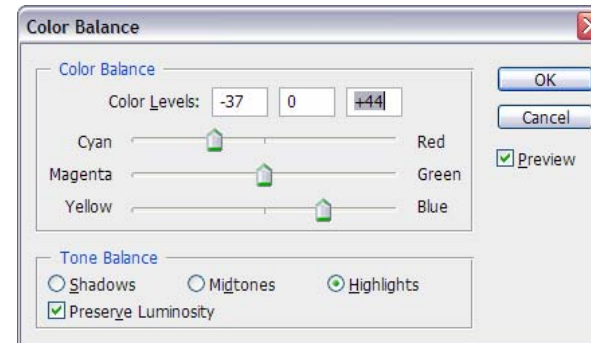 Color Balance
Color Balance
Color Levels: -37 0 +44
Cyan Red
Magenta Green
Yellow Blue
Tone Balance
Shadows Midtones Highlights
Preserve Luminosity
OK
Cancel
Preview